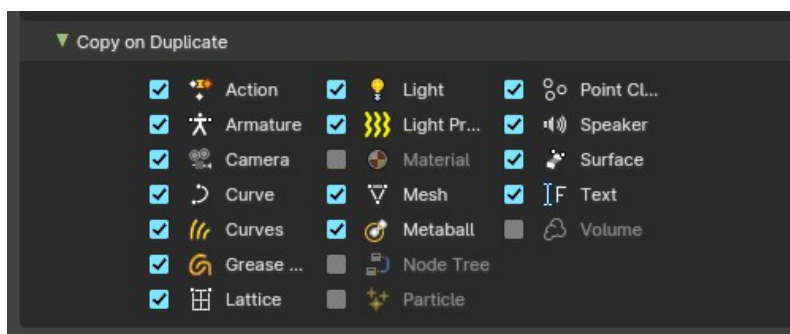 Copy on Duplicate
Action
Armature
Camera
Curve
Curves
Grease ...
Lattice
Light
Light Pr...
Material
Mesh
Metaball
Node Tree
Particle
Point Cl...
Speaker
Surface
Text
Volume